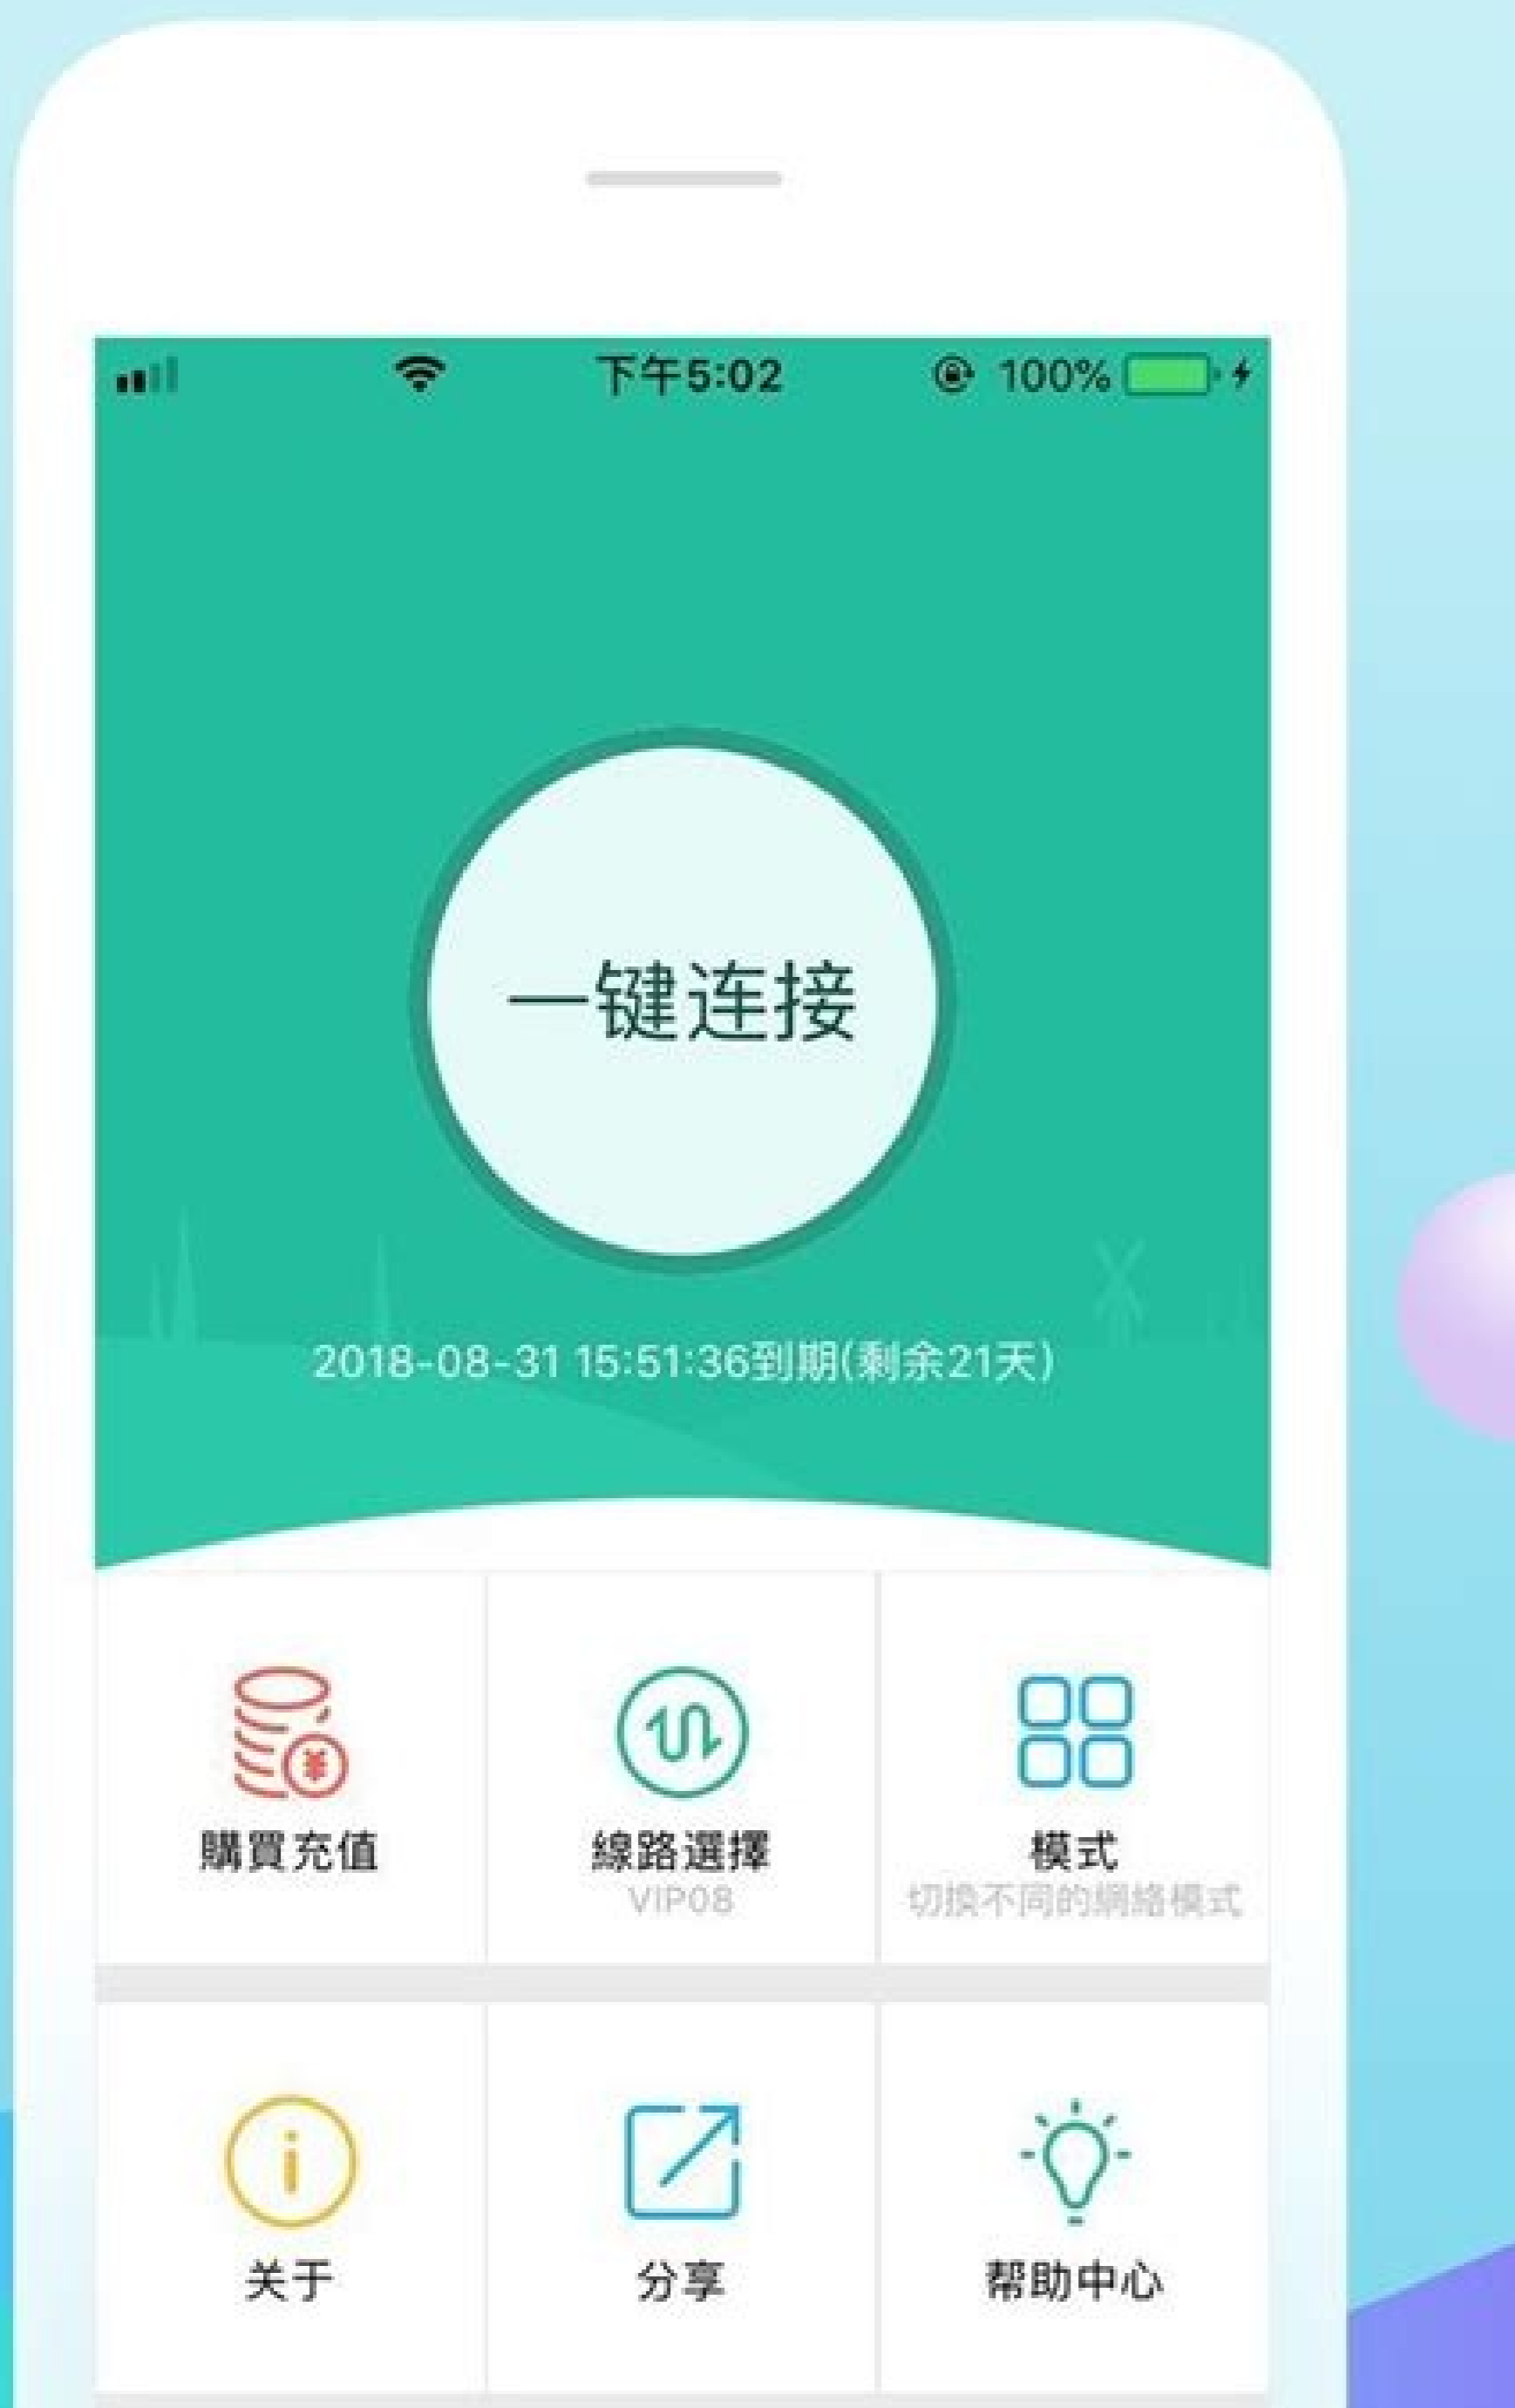 下午5:02
100%
一键连接
2018-08-31 15:51:36到期(剩余21天)
購買充值
線路選擇
VIP08
模式
切換不同的網絡模式
关于
分享
帮助中心